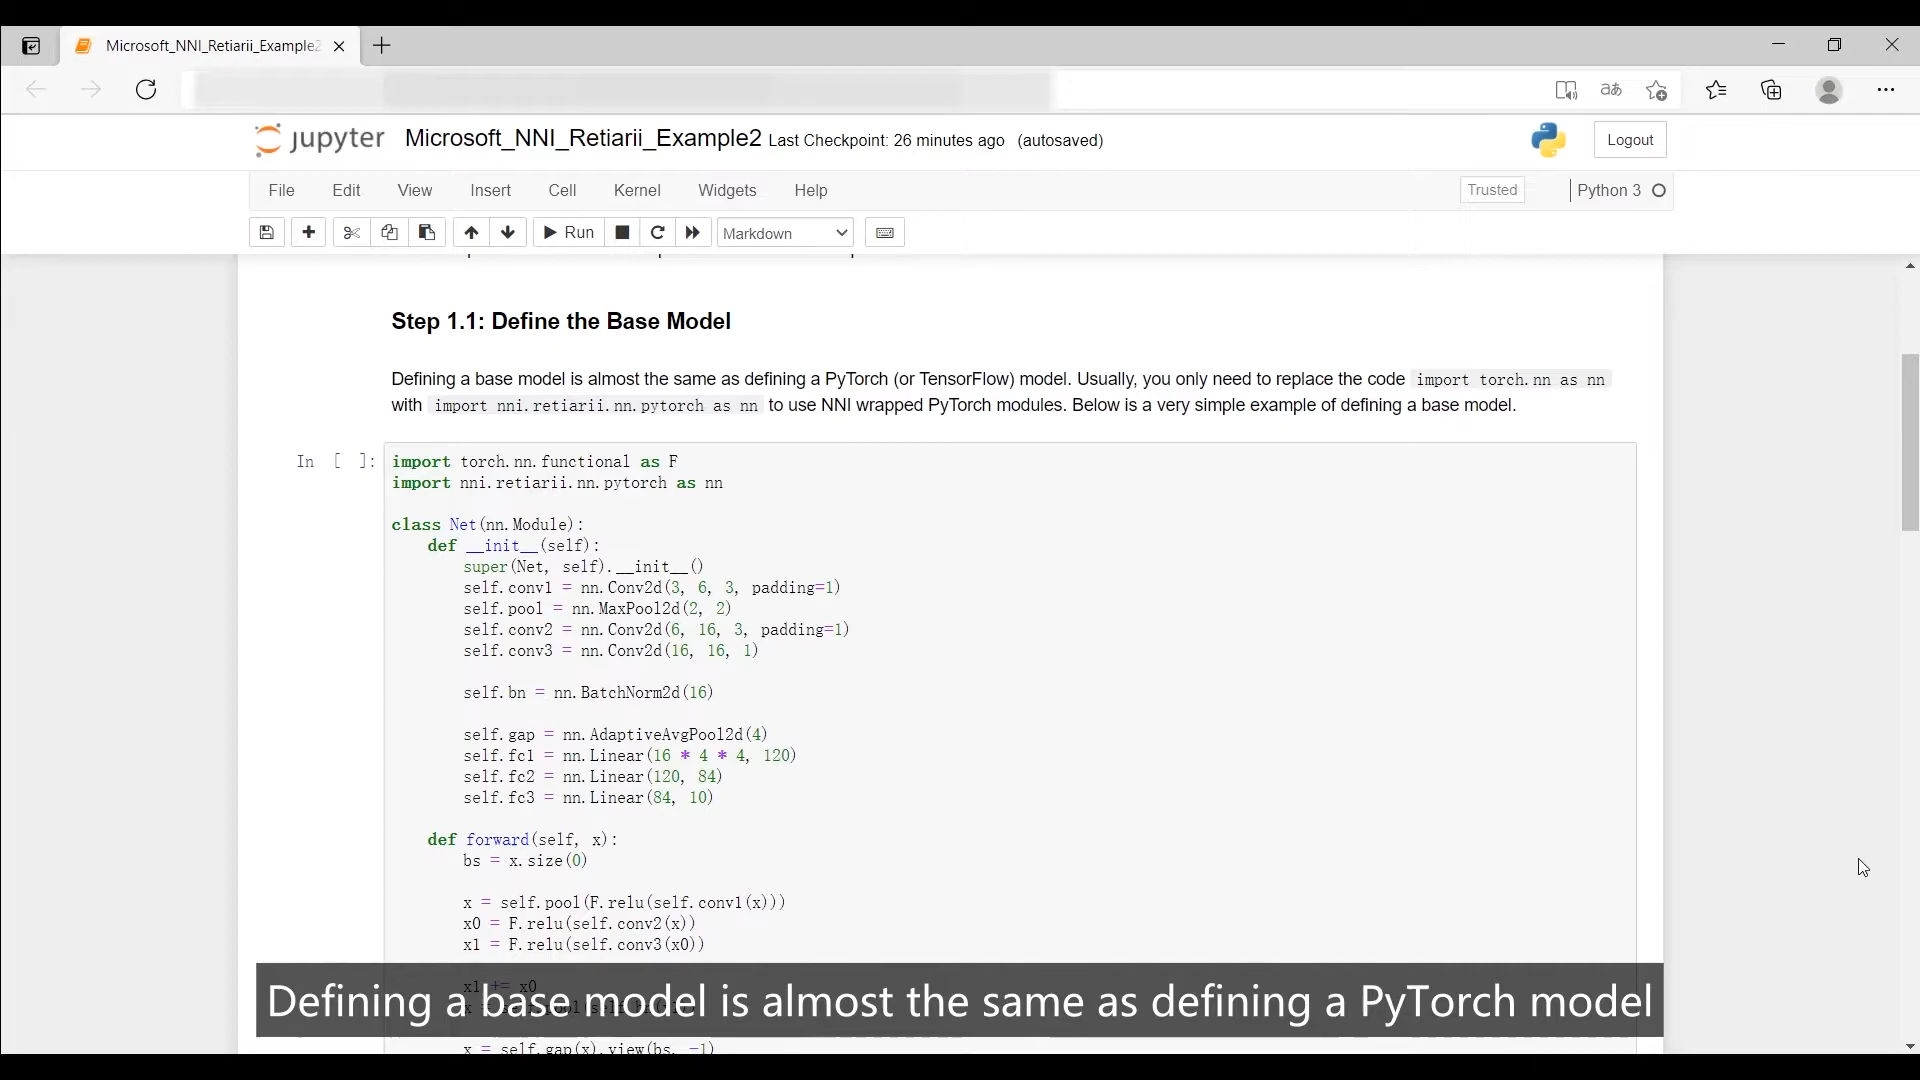 Microsoft_NNI_Retiarii_Example2
jupyter Microsoft_NNI_Retiarii_Example2 Last Checkpoint: 26 minutes ago (autosaved)
Logout
File Edit View Insert Cell Kernel Widgets Help
Trusted
Python 3
Run
Markdown
Step 1.1: Define the Base Model
Defining a base model is almost the same as defining a PyTorch (or TensorFlow) model. Usually, you only need to replace the code import torch.nn as nn
with import nni.retiarii.nn.pytorch as nn to use NNI wrapped PyTorch modules. Below is a very simple example of defining a base model.
In [ ]:
import torch.nn.functional as F
import nni.retiarii.nn.pytorch as nn
class Net(nn.Module):
def __init__(self):
super(Net, self).__init__()
self.conv1 = nn.Conv2d(3, 6, 3, padding=1)
self.pool = nn.MaxPool2d(2, 2)
self.conv2 = nn.Conv2d(6, 16, 3, padding=1)
self.conv3 = nn.Conv2d(16, 16, 1)
self.bn = nn.BatchNorm2d(16)
self.gap = nn.AdaptiveAvgPool2d(4)
self.fc1 = nn.Linear(16 * 4 * 4, 120)
self.fc2 = nn.Linear(120, 84)
self.fc3 = nn.Linear(84, 10)
def forward(self, x):
bs = x.size(0)
x = self.pool(F.relu(self.conv1(x)))
x0 = F.relu(self.conv2(x))
x1 = F.relu(self.conv3(x0))
x1 += x0
Defining a base model is almost the same as defining a PyTorch model
x = self.gap(x).view(bs, -1)